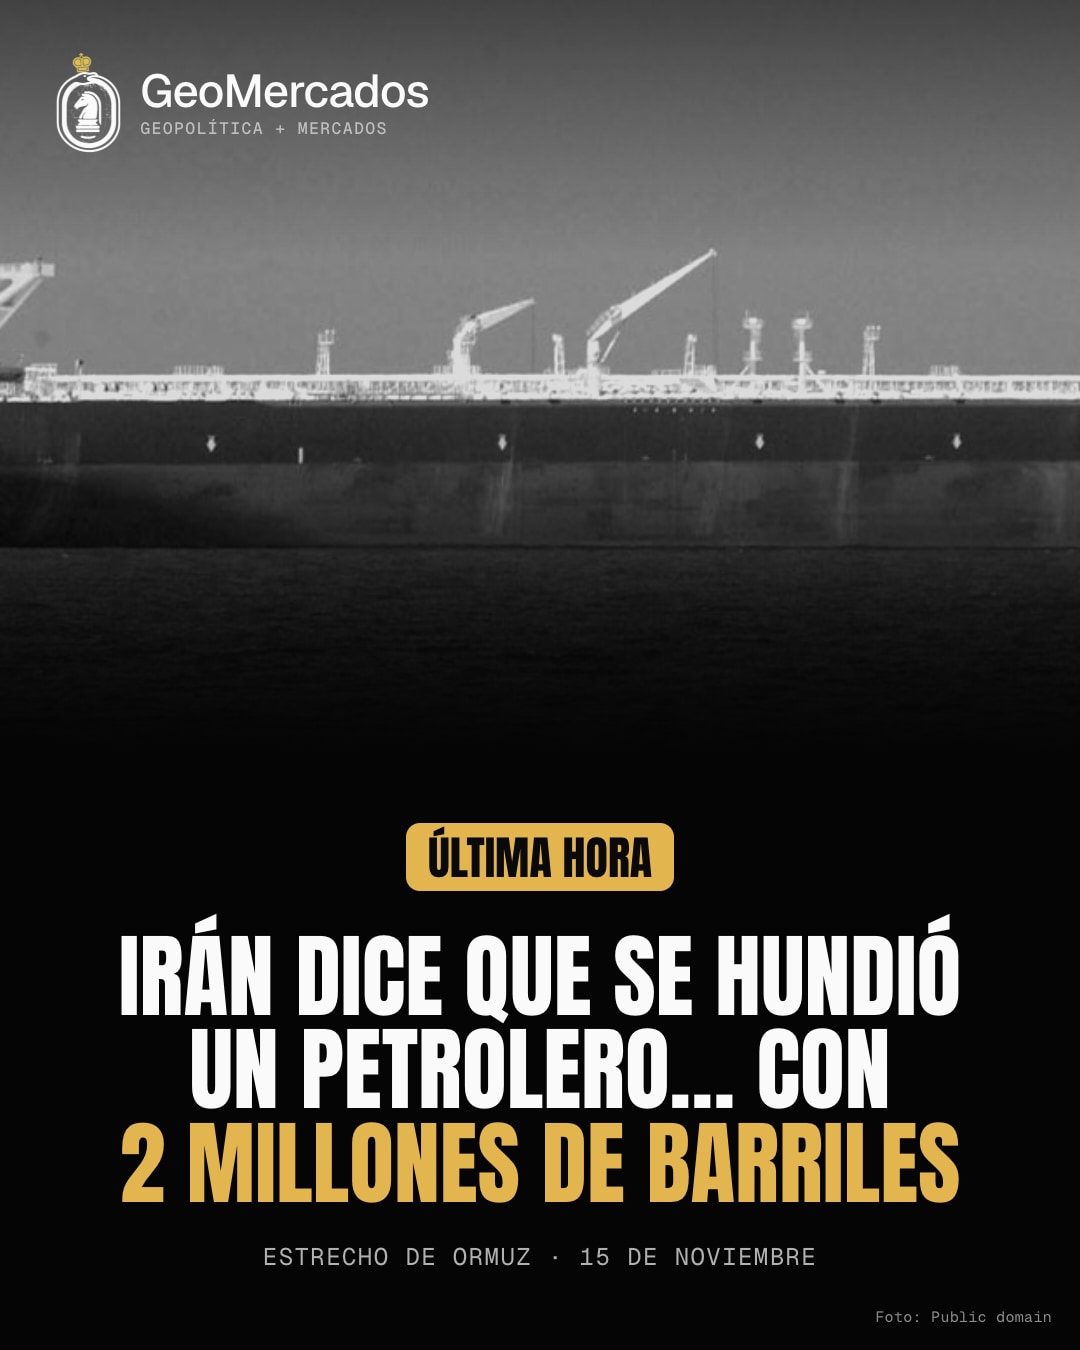 GeoMercados
GEOPOLÍTICA + MERCADOS
ÚLTIMA HORA
IRÁN DICE QUE SE HUNDIÓ
UN PETROLERO... CON
2 MILLONES DE BARRILES
ESTRECHO DE ORMUZ · 15 DE NOVIEMBRE
Foto: Public domain